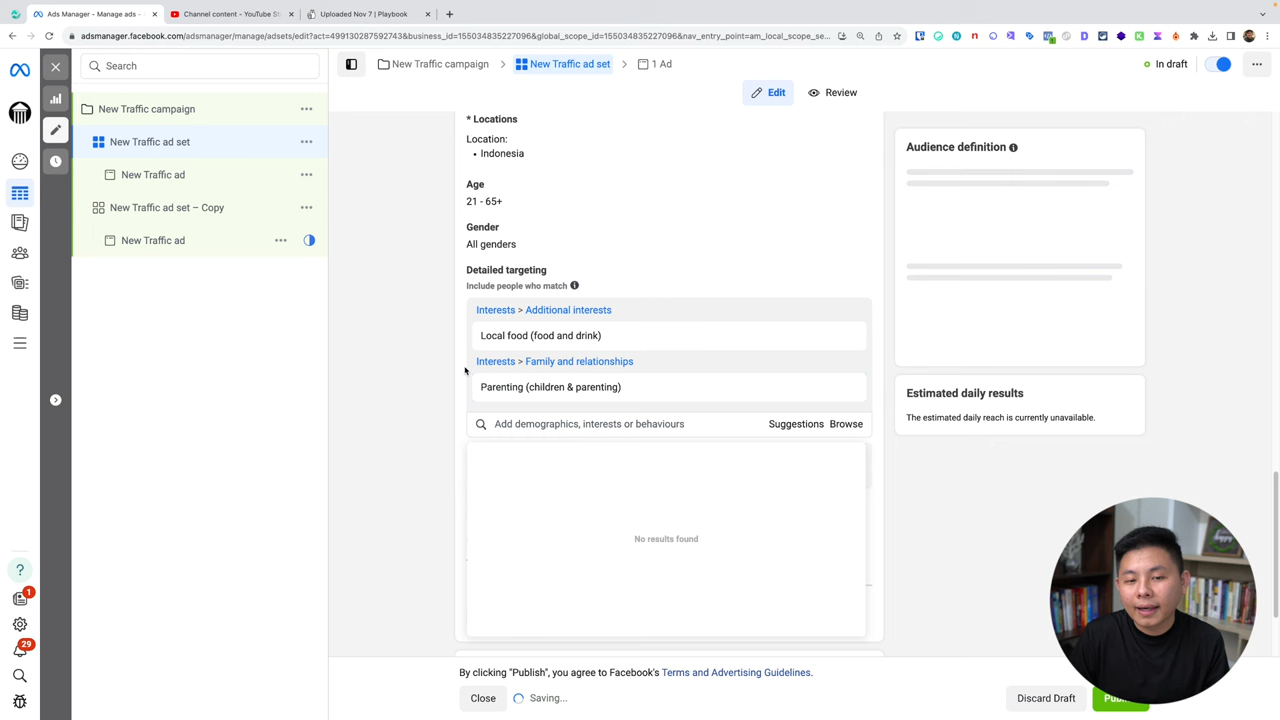 Ads Manager - Manage ads -
Channel content - YouTube St
Uploaded Nov 7 | Playbook
adsmanager.facebook.com/adsmanager/manage/adsets/edit?act=499130287592743&business_id=155034835227096&global_scope_id=155034835227096&nav_entry_point=am_local_scope_se...
Search
New Traffic campaign
New Traffic ad set
New Traffic ad
New Traffic ad set – Copy
New Traffic ad
1
29
New Traffic campaign
New Traffic ad set
1 Ad
In draft
Edit
Review
* Locations
Location:
• Indonesia
Age
21 - 65+
Gender
All genders
Detailed targeting
Include people who match
Interests > Additional interests
Local food (food and drink)
Interests > Family and relationships
Parenting (children & parenting)
Add demographics, interests or behaviours
Suggestions
Browse
No results found
Audience definition
Estimated daily results
The estimated daily reach is currently unavailable.
By clicking "Publish", you agree to Facebook's Terms and Advertising Guidelines.
Close
Saving...
Discard Draft